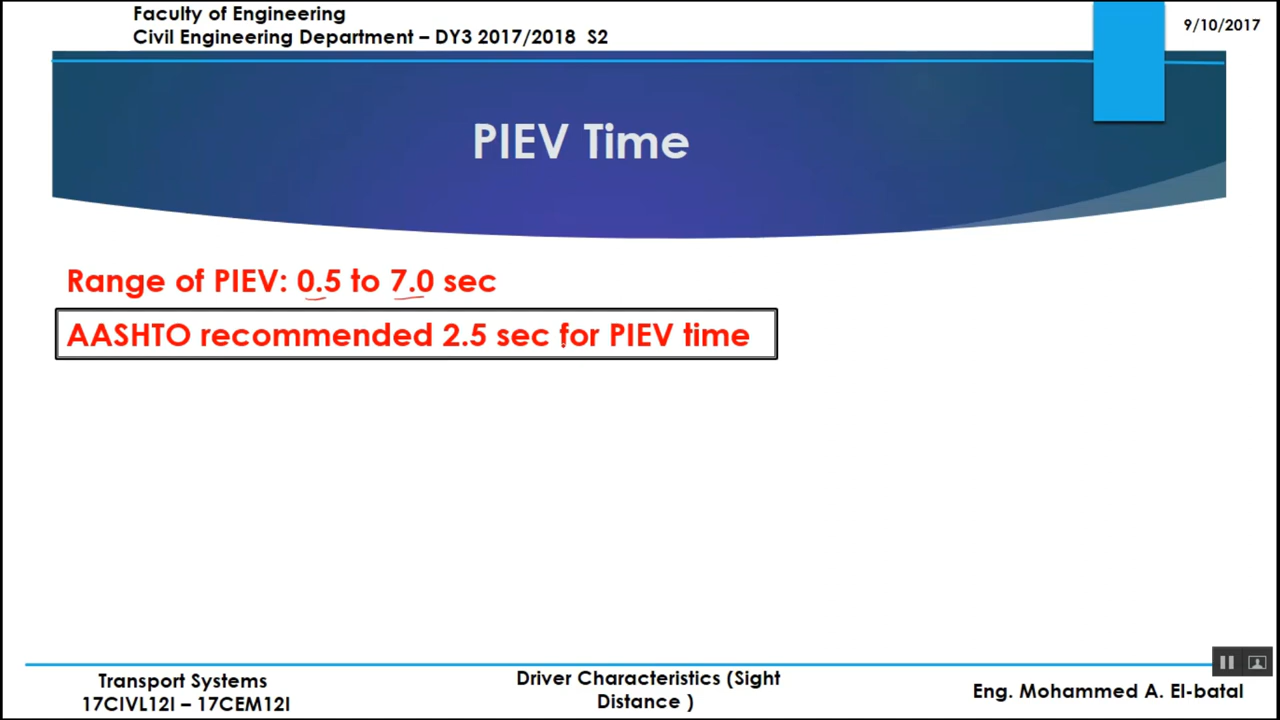 Faculty of Engineering
Civil Engineering Department – DY3 2017/2018 S2
9/10/2017
PIEV Time
Range of PIEV: 0.5 to 7.0 sec
AASHTO recommended 2.5 sec for PIEV time
Transport Systems
17CIVL12I – 17CEM12I
Driver Characteristics (Sight
Distance )
Eng. Mohammed A. El-batal